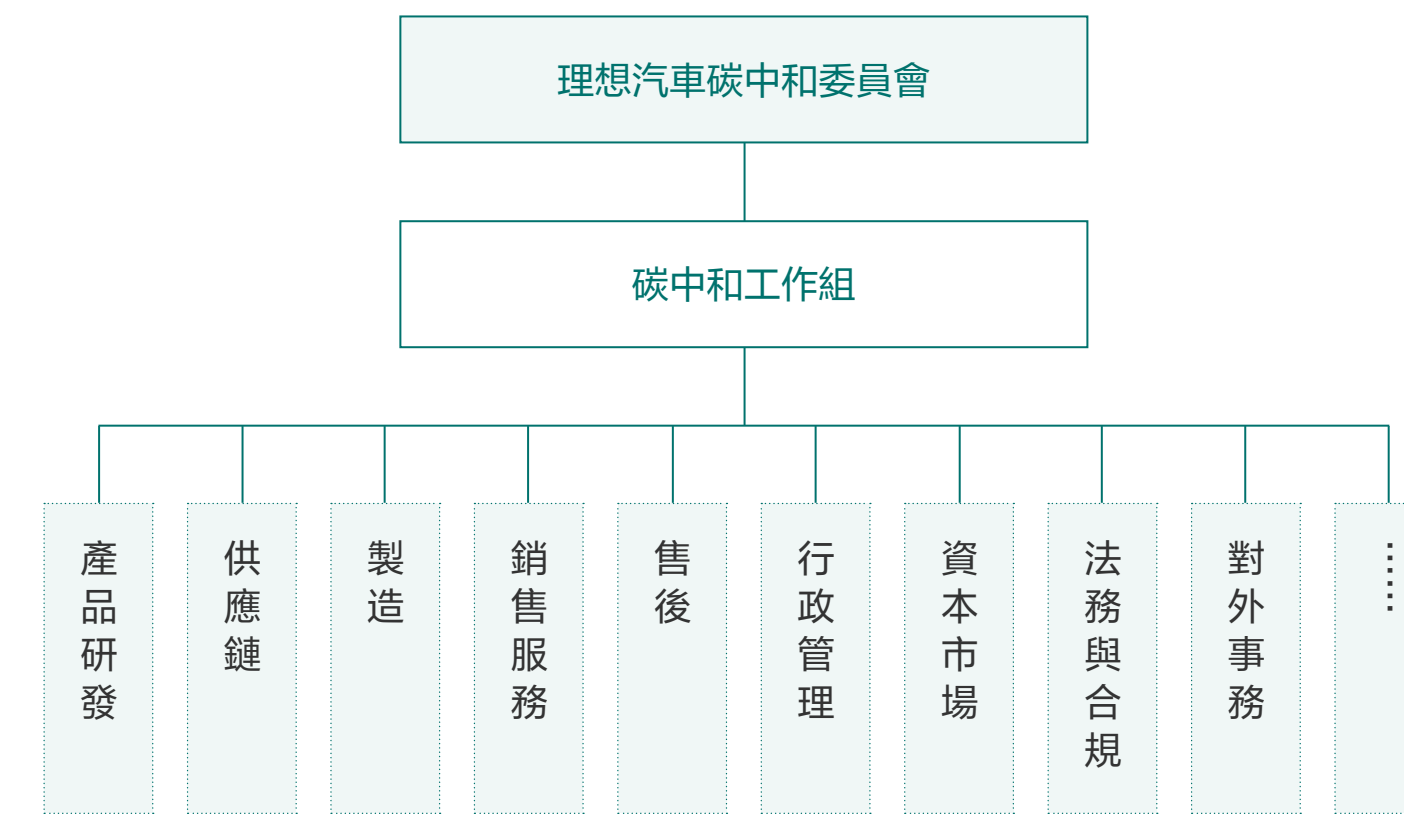 理想汽車碳中和委員會
碳中和工作組
產品研發
供應鏈
製造
銷售服務
售後
行政管理
資本市場
法務與合規
對外事務
……